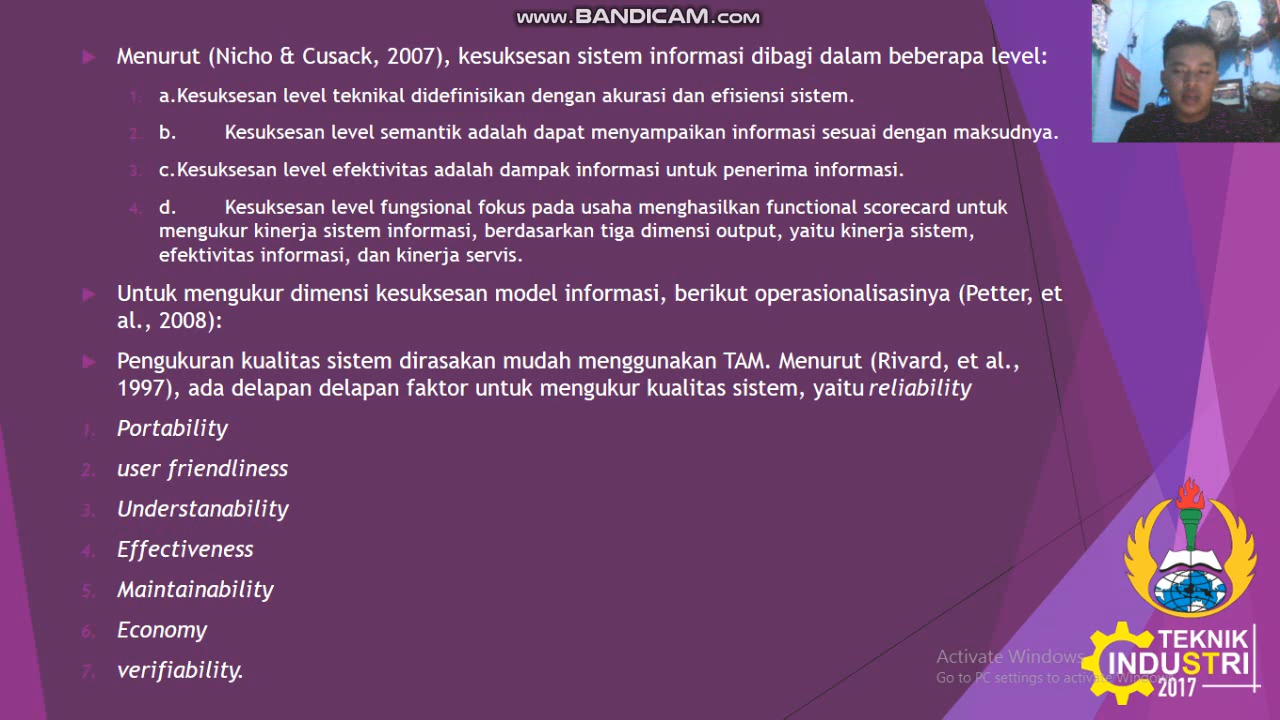 www.BANDICAM.com
Menurut (Nicho & Cusack, 2007), kesuksesan sistem informasi dibagi dalam beberapa level:
1. a.Kesuksesan level teknikal didefinisikan dengan akurasi dan efisiensi sistem.
2. b. Kesuksesan level semantik adalah dapat menyampaikan informasi sesuai dengan maksudnya.
3. c.Kesuksesan level efektivitas adalah dampak informasi untuk penerima informasi.
4. d. Kesuksesan level fungsional fokus pada usaha menghasilkan functional scorecard untuk
mengukur kinerja sistem informasi, berdasarkan tiga dimensi output, yaitu kinerja sistem,
efektivitas informasi, dan kinerja servis.
Untuk mengukur dimensi kesuksesan model informasi, berikut operasionalisasinya (Petter, et
al., 2008):
Pengukuran kualitas sistem dirasakan mudah menggunakan TAM. Menurut (Rivard, et al.,
1997), ada delapan delapan faktor untuk mengukur kualitas sistem, yaitu reliability
1. Portability
2. user friendliness
3. Understanability
4. Effectiveness
5. Maintainability
6. Economy
7. verifiability.
Activate Windows
Go to PC settings to activate Windows.
TEKNIK
INDUSTRI
2017